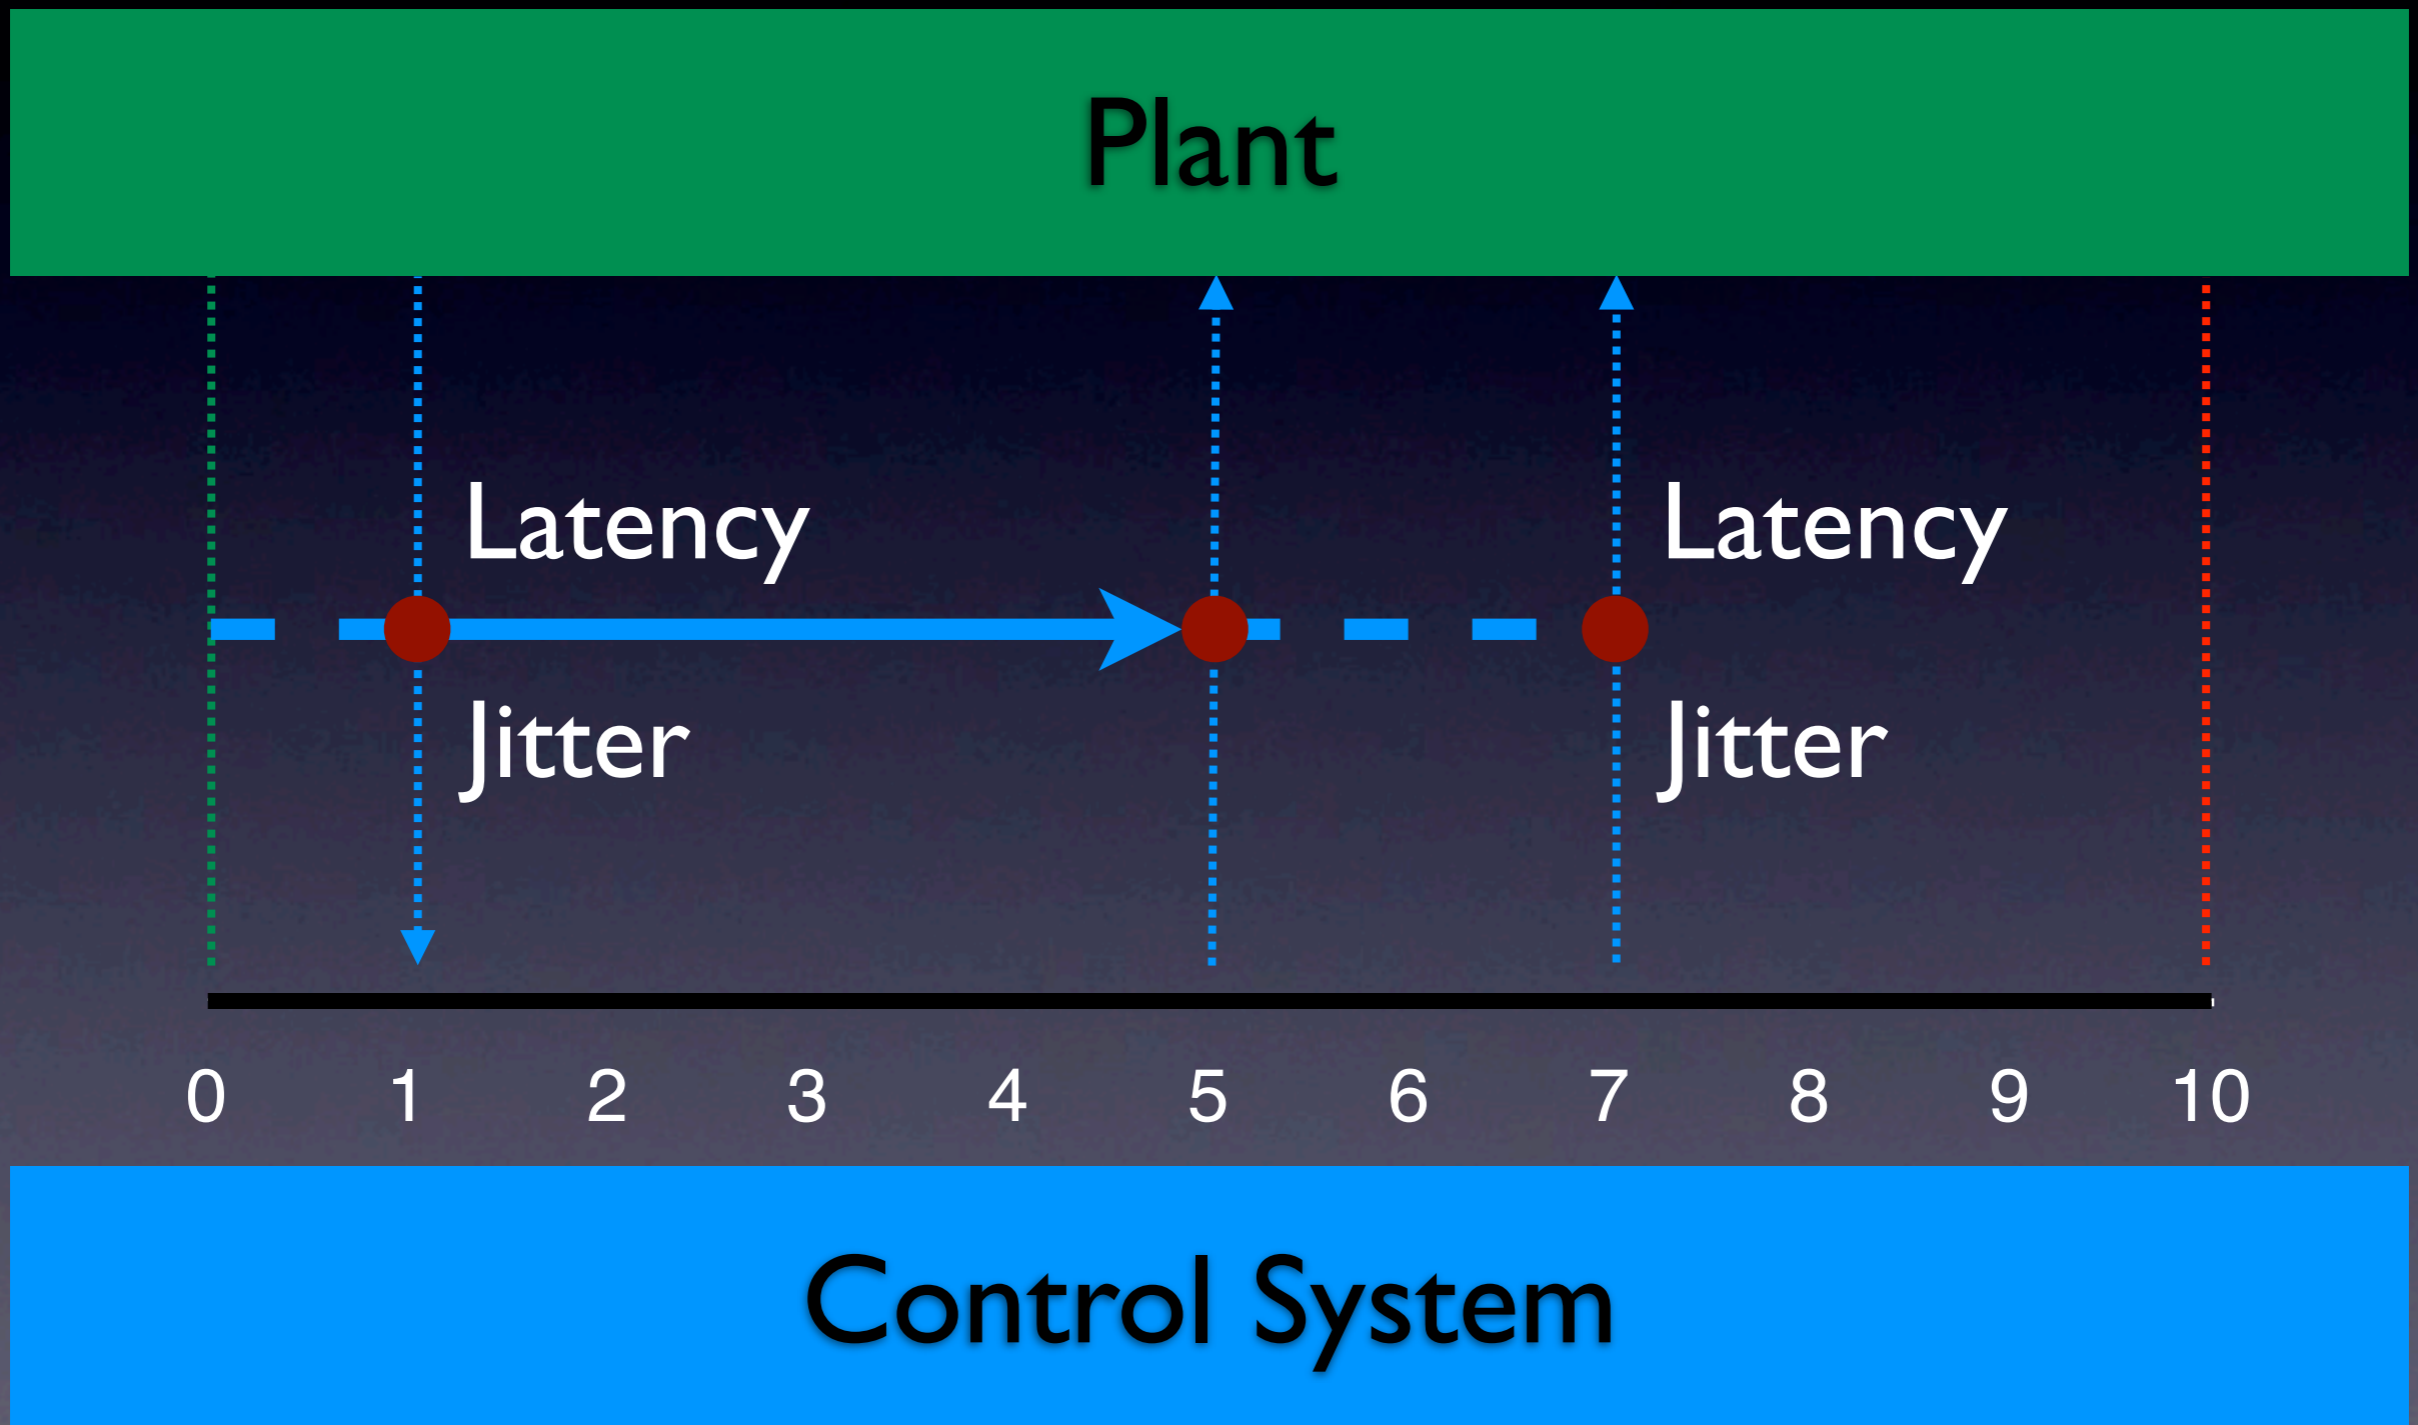 Plant
Latency Latency
Jitter Jitter
0 1 2 3 4 5 6 7 8 9 10
Control System